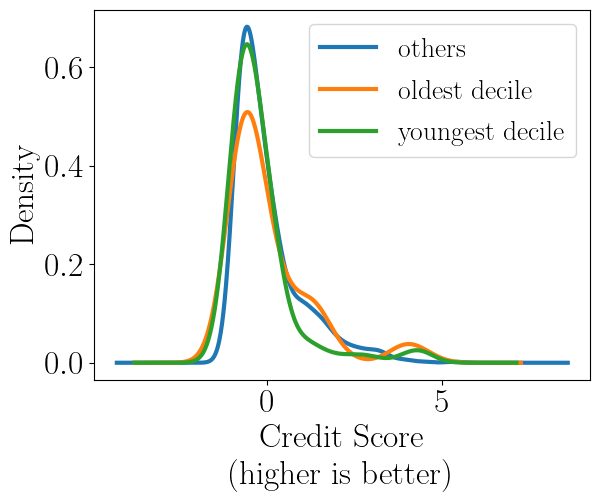 others
oldest decile
youngest decile
Density
0.6
0.4
0.2
0.0
0
5
Credit Score
(higher is better)